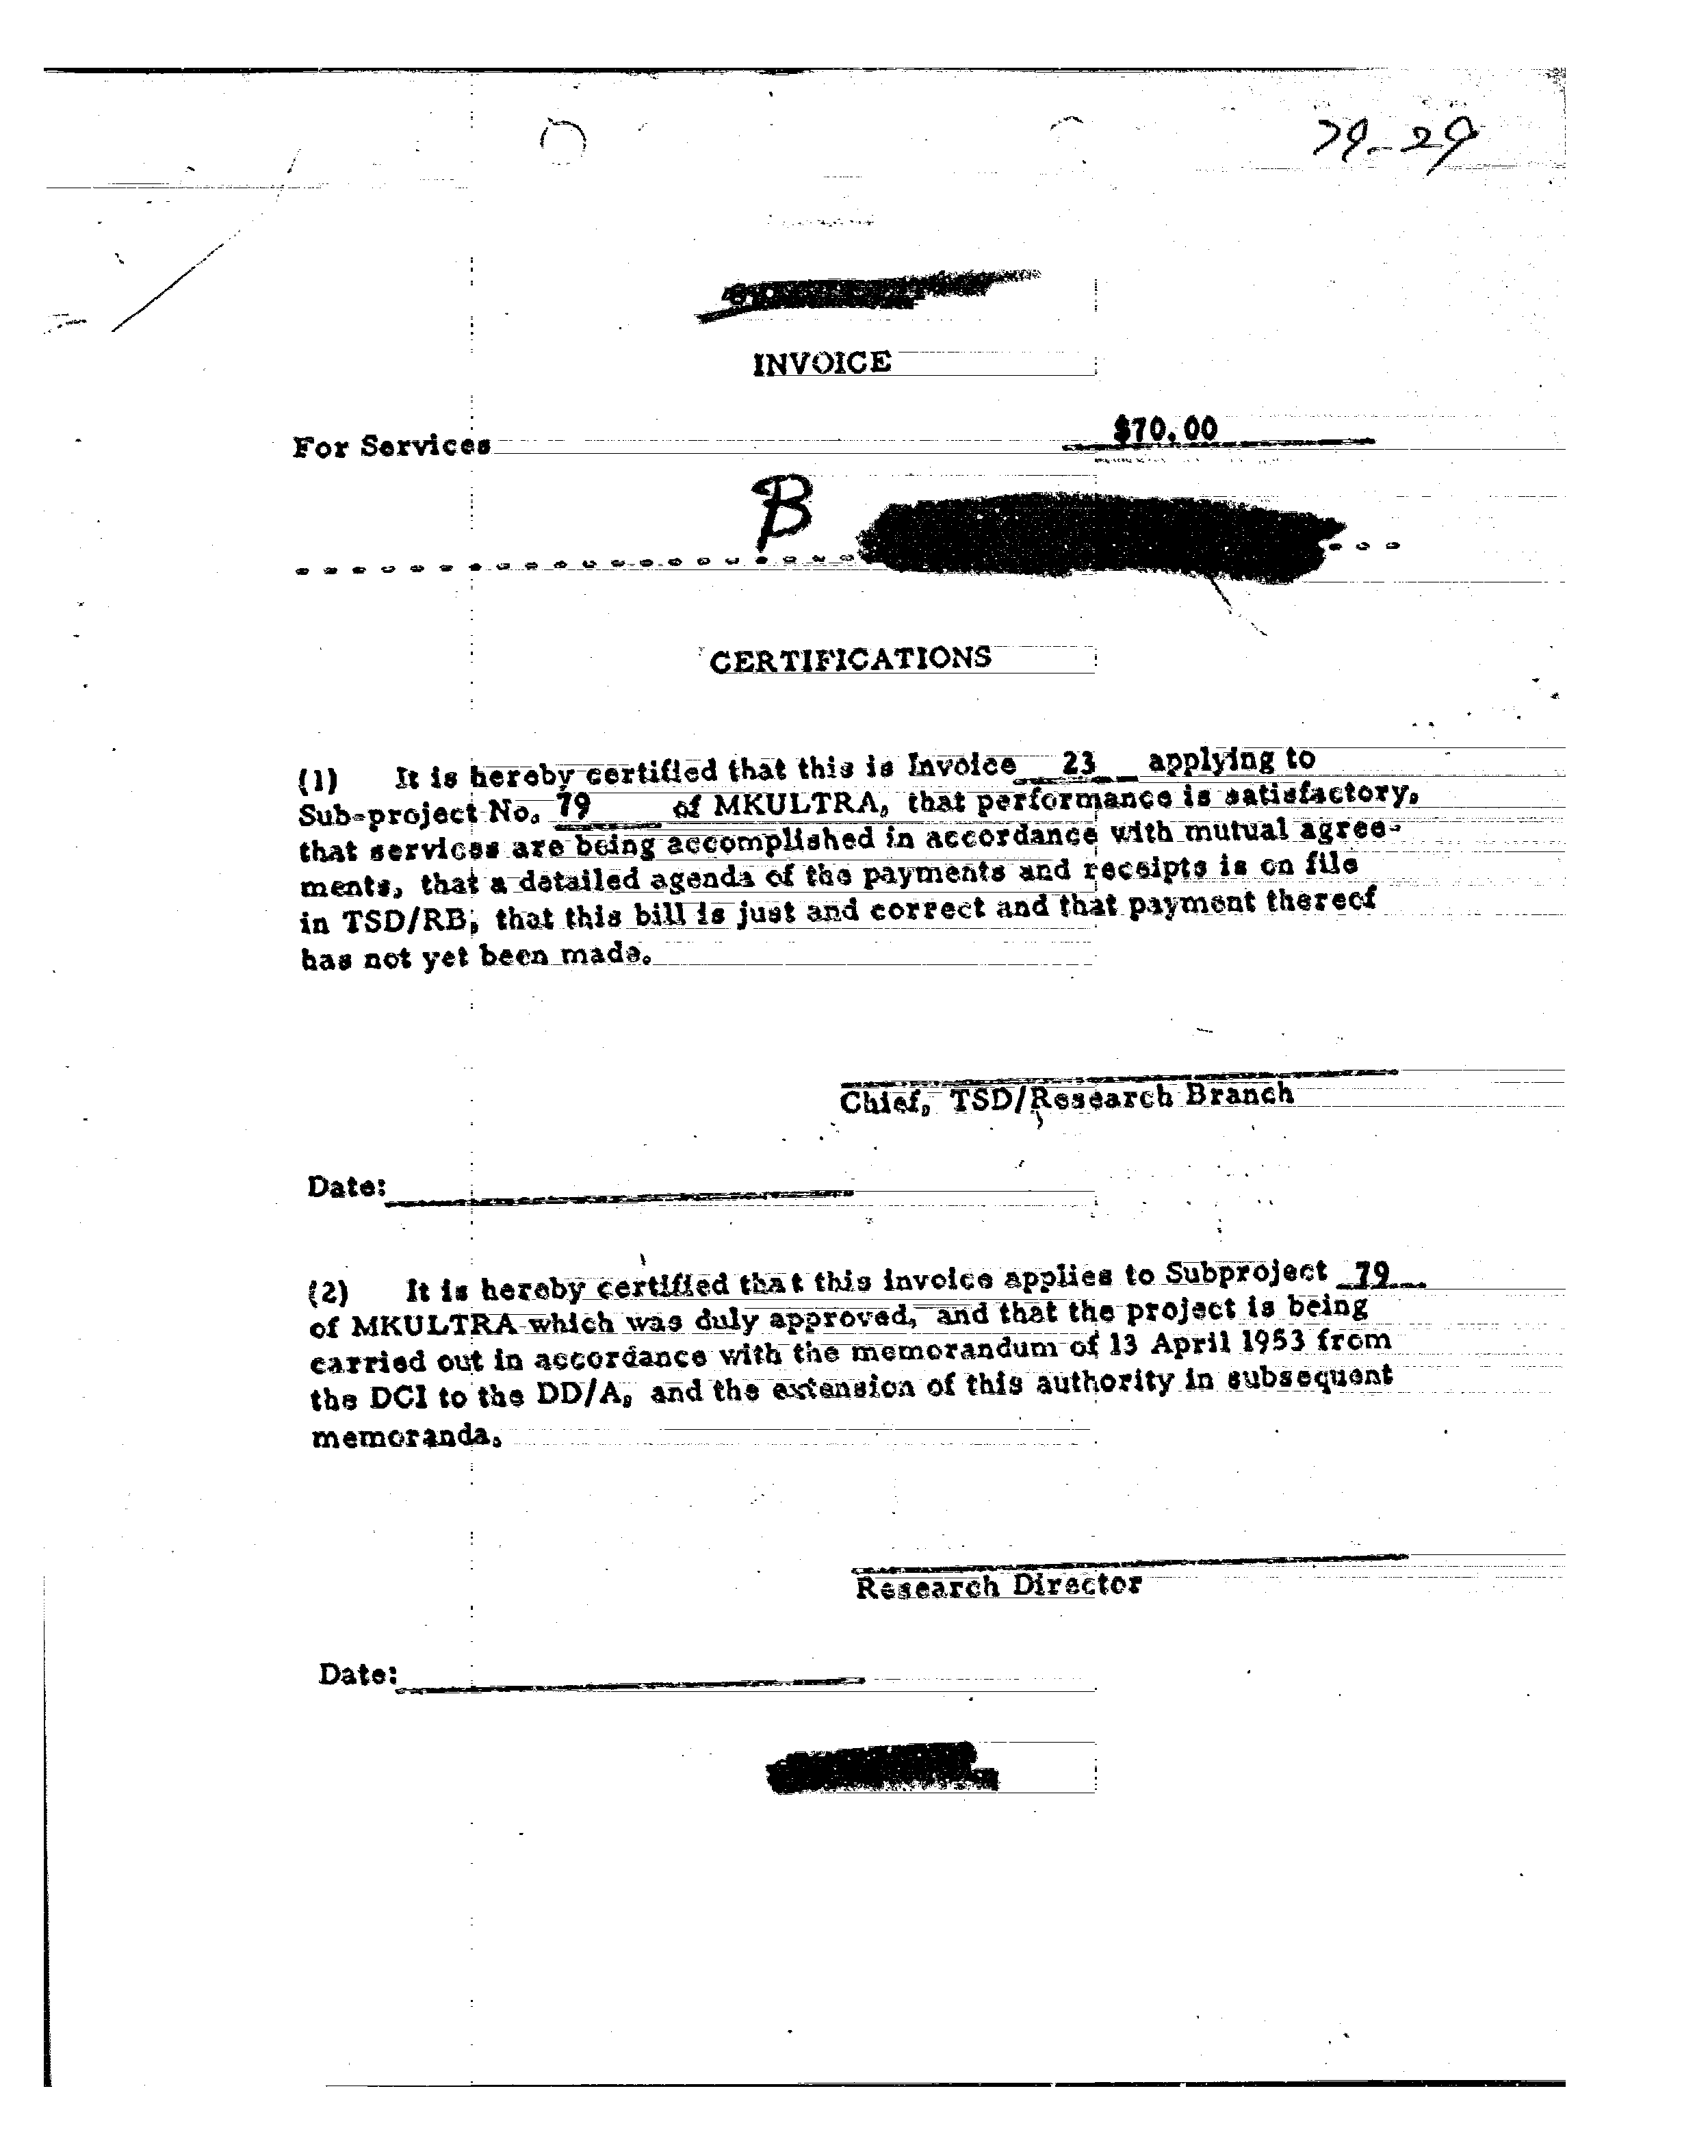 79-29
INVOICE
For Services $70.00
B
CERTIFICATIONS
(1) It is hereby certified that this is Invoice 23 applying to
Sub-project No. 79 of MKULTRA, that performance is satisfactory,
that services are being accomplished in accordance with mutual agree-
ments, that a detailed agenda of the payments and receipts is on file
in TSD/RB, that this bill is just and correct and that payment thereof
has not yet been made.
Chief, TSD/Research Branch
Date:
(2) It is hereby certified that this invoice applies to Subproject 79
of MKULTRA which was duly approved, and that the project is being
carried out in accordance with the memorandum of 13 April 1953 from
the DCI to the DD/A, and the extension of this authority in subsequent
memoranda.
Research Director
Date: